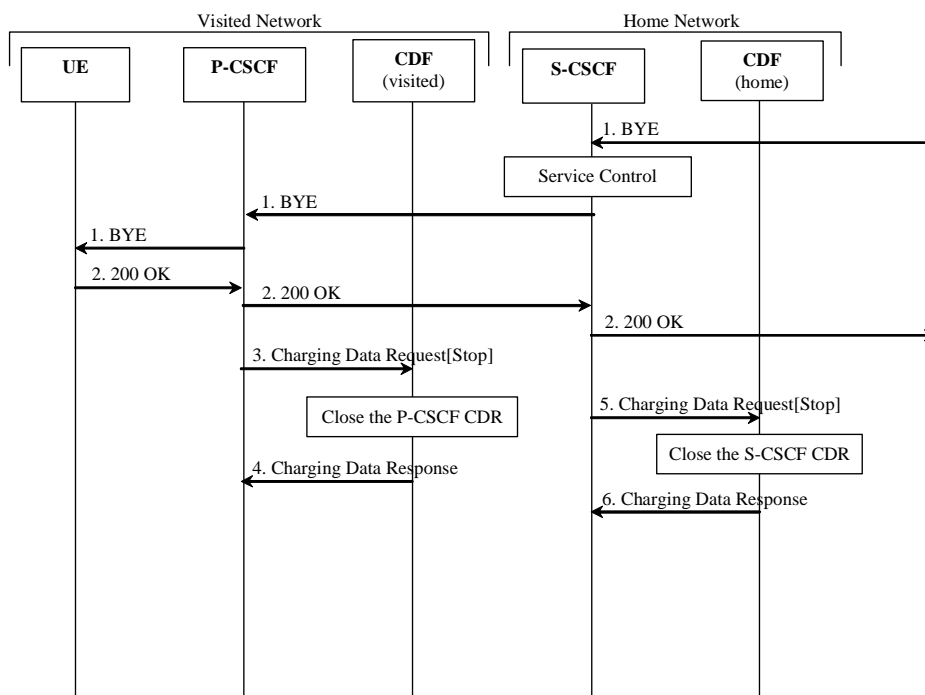 Visited Network
Home Network
UE
P-CSCF
CDF
(visited)
S-CSCF
CDF
(home)
1. BYE
Service Control
1. BYE
1. BYE
2. 200 OK
2. 200 OK
2. 200 OK
3. Charging Data Request[Stop]
Close the P-CSCF CDR
5. Charging Data Request[Stop]
Close the S-CSCF CDR
4. Charging Data Response
6. Charging Data Response